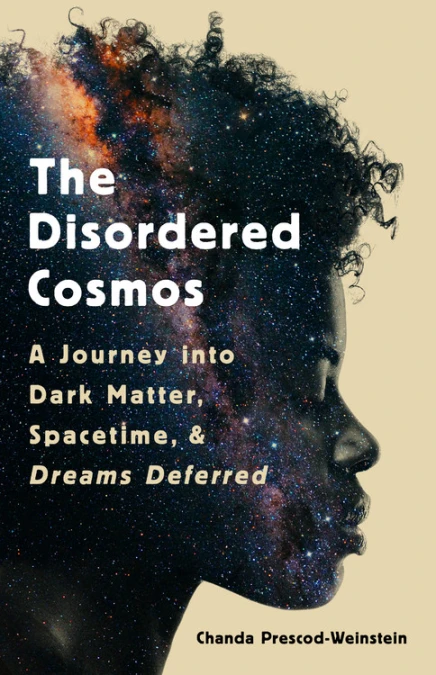 The
Disordered
Cosmos
A Journey into
Dark Matter,
Spacetime, &
Dreams Deferred
Chanda Prescod-Weinstein